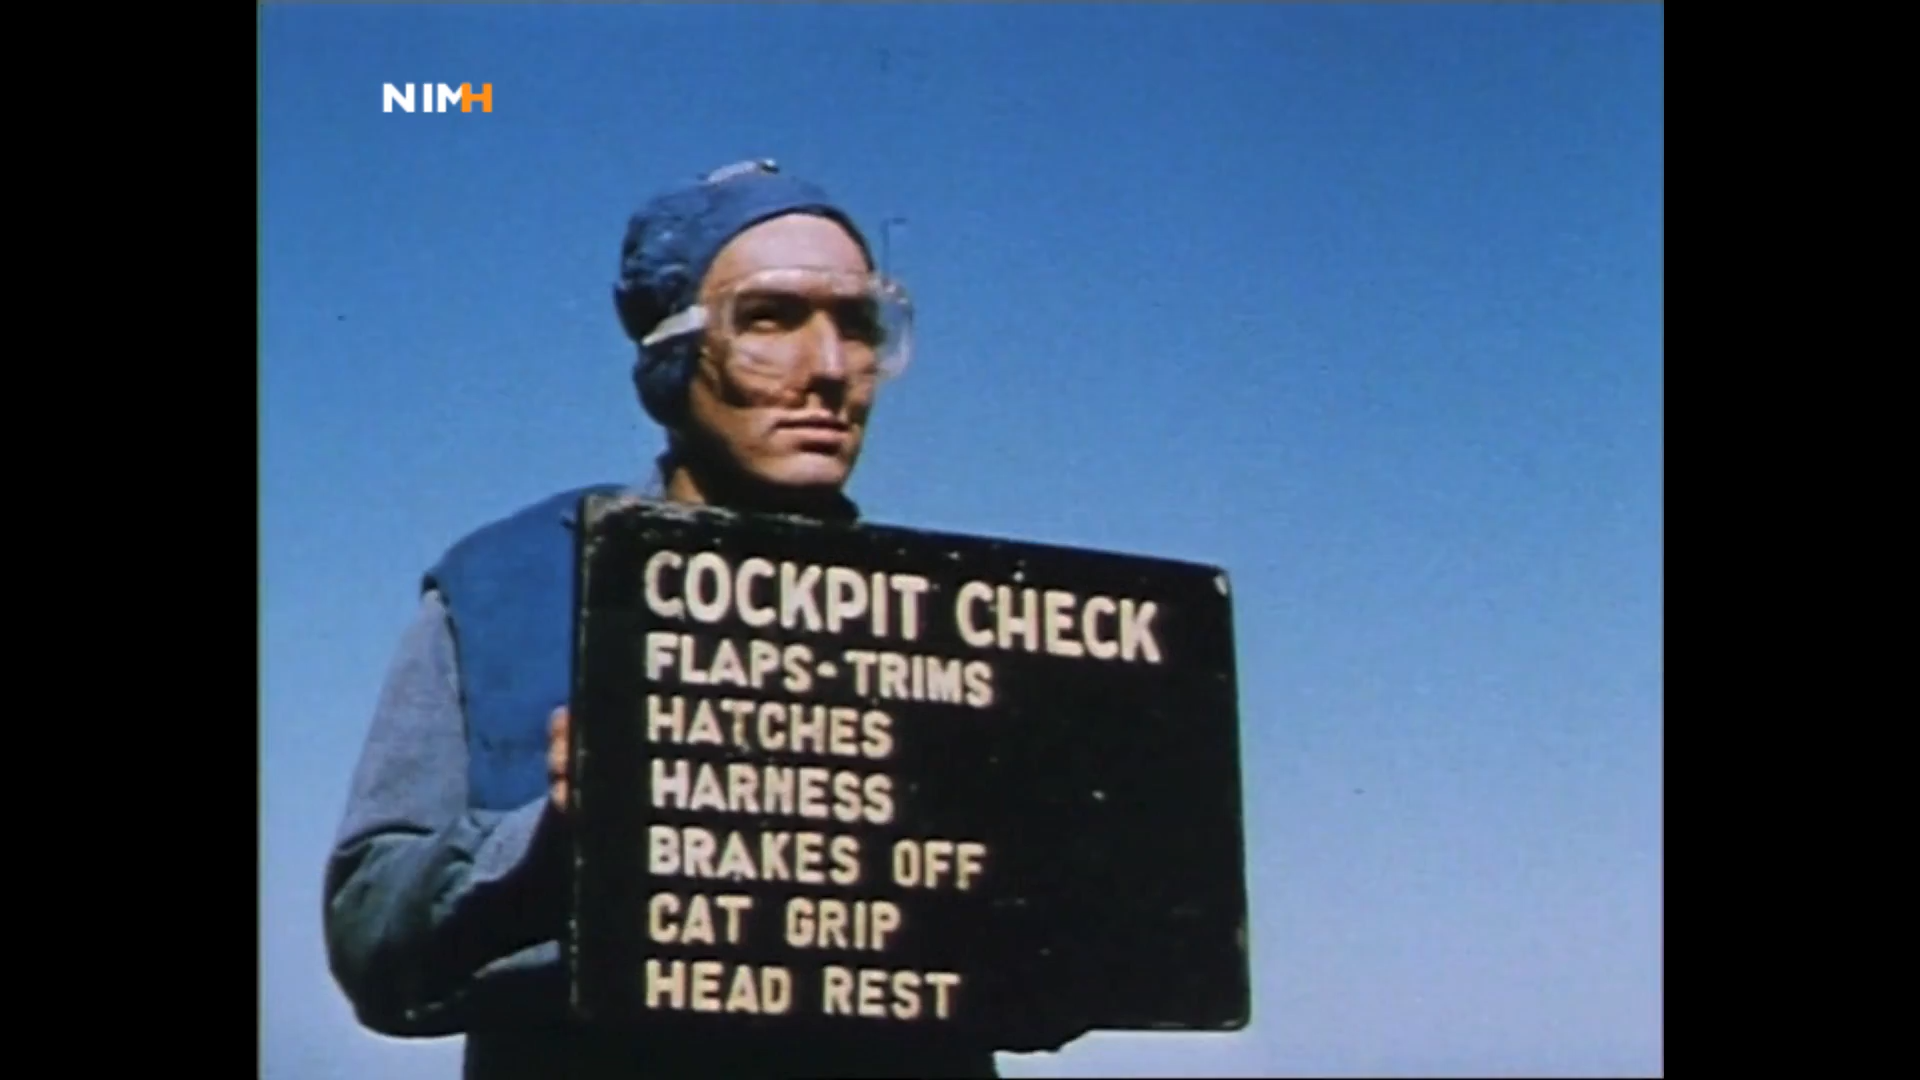 NIMH
COCKPIT CHECK
FLAPS-TRIMS
HATCHES
HARNESS
BRAKES OFF
CAT GRIP
HEAD REST